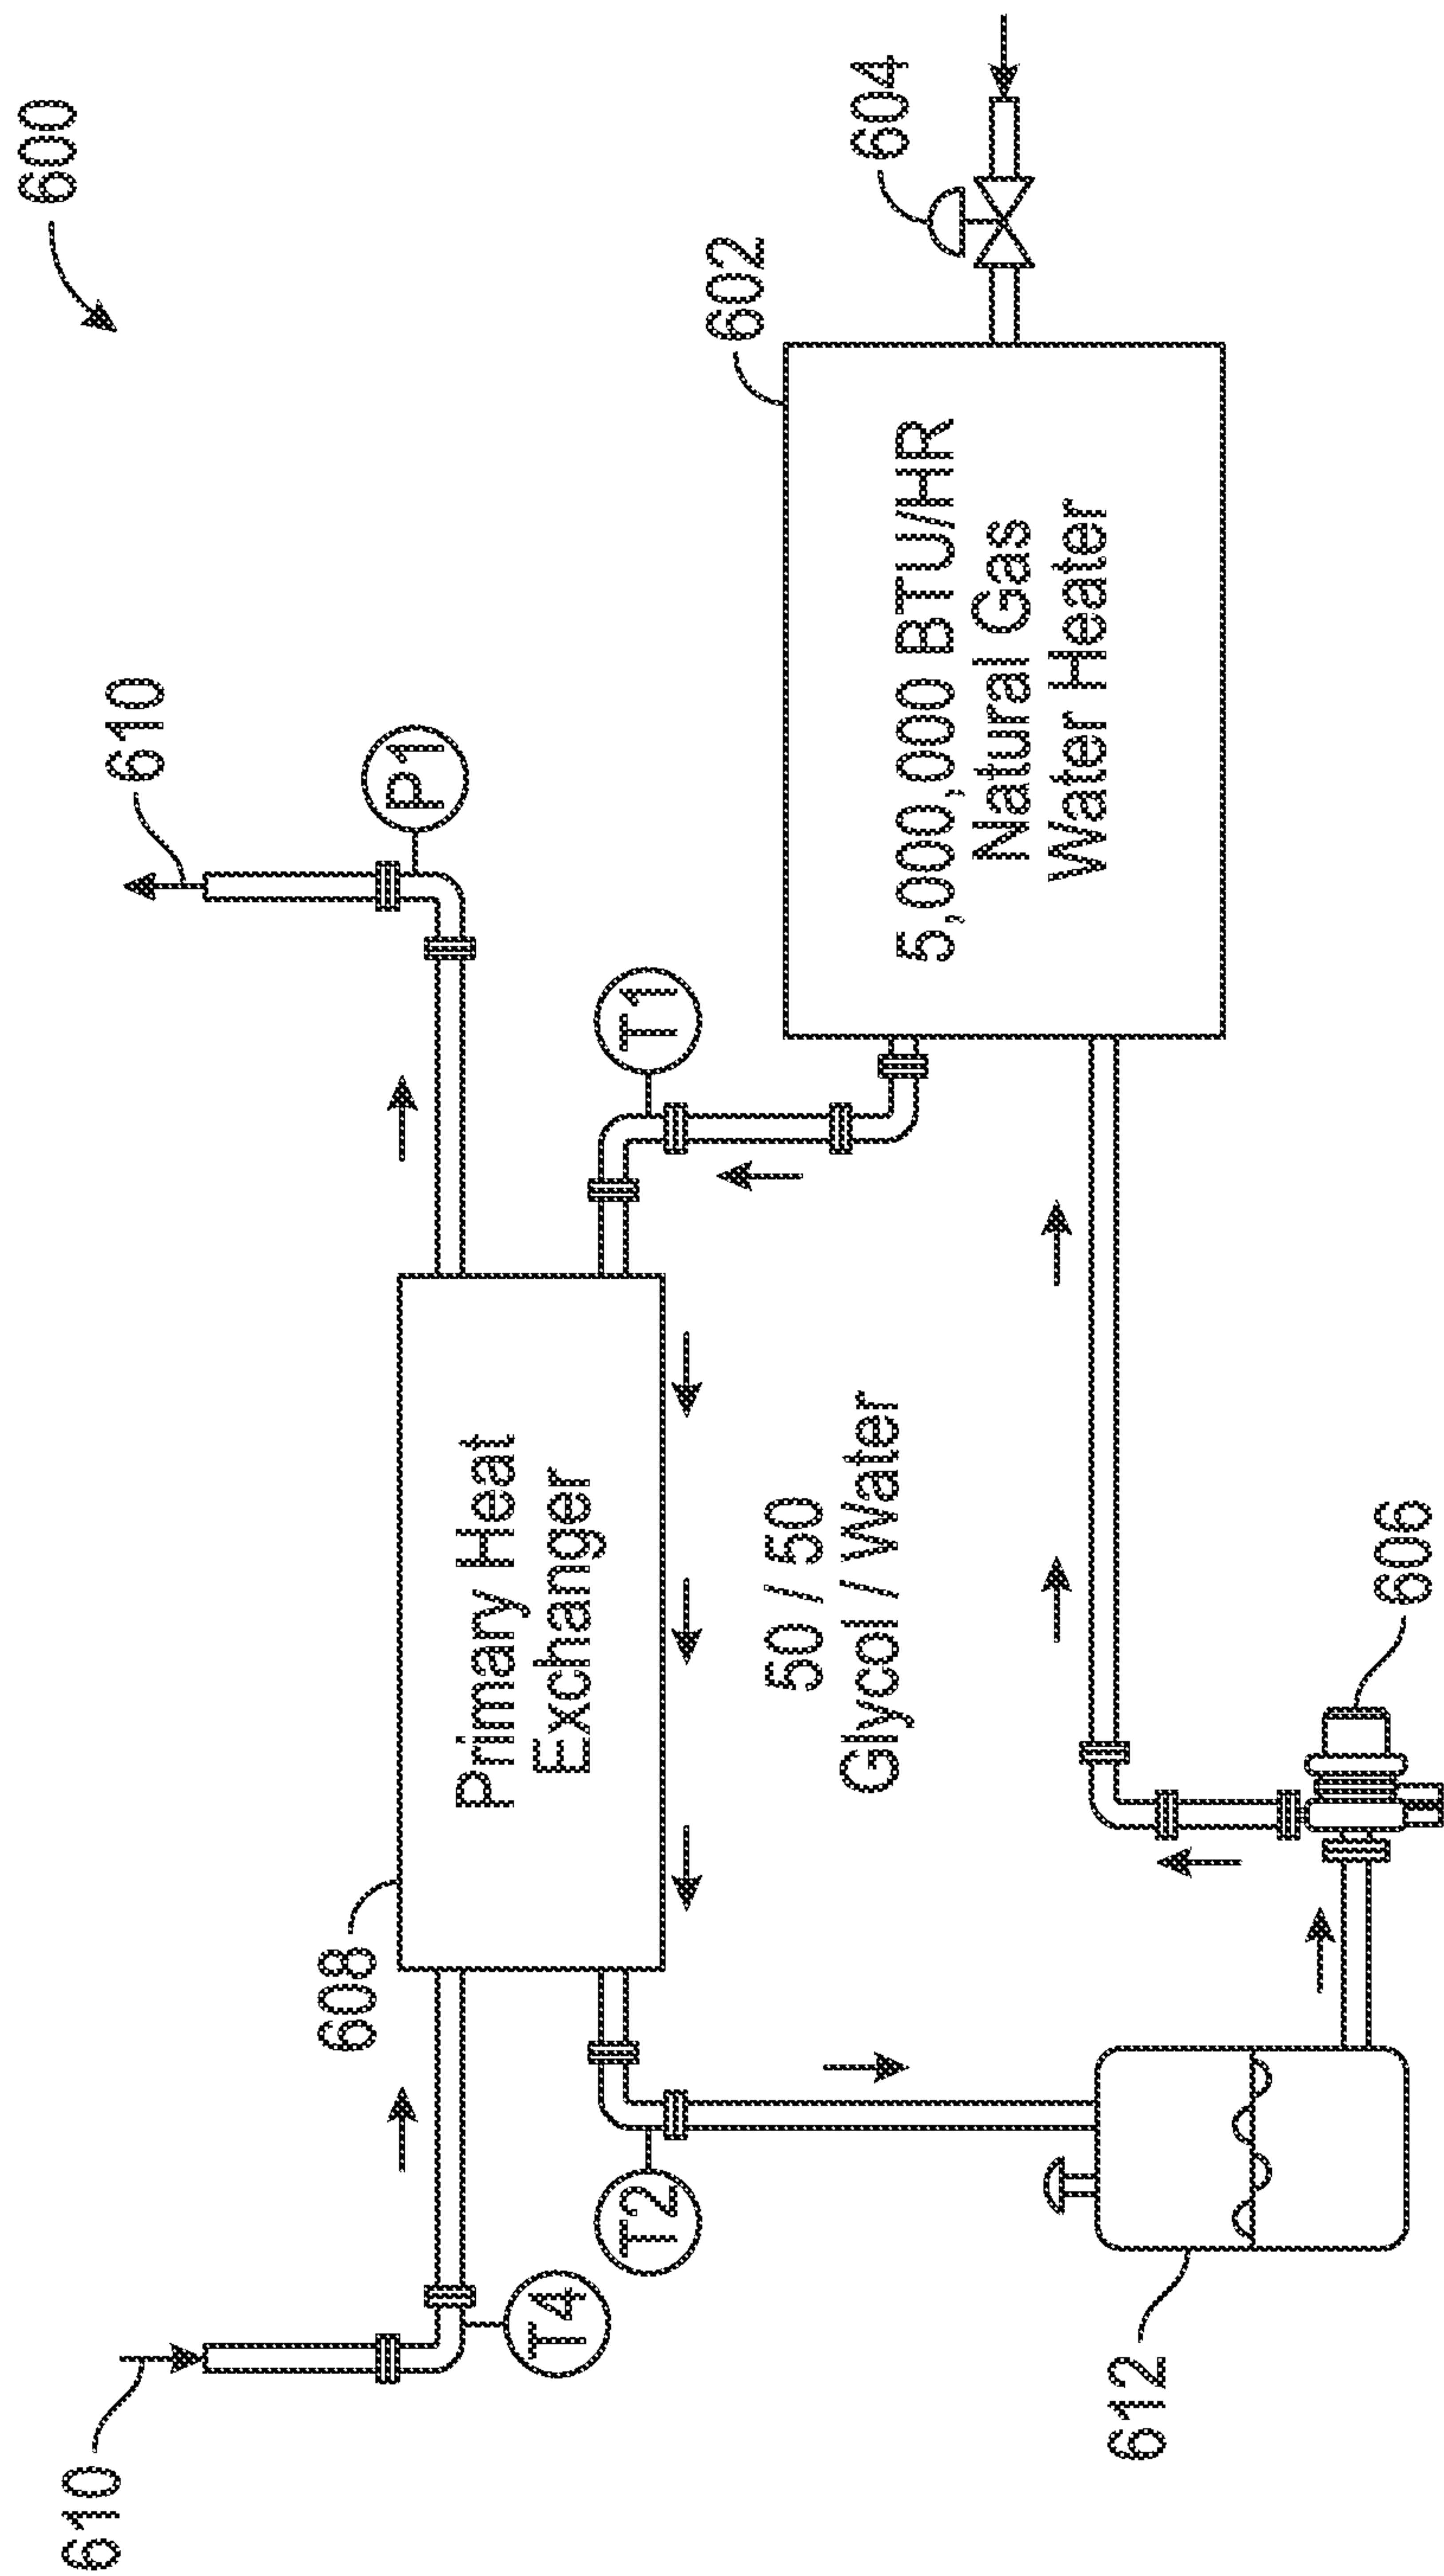 600
610
610
P1
T4
608
Primary Heat
Exchanger
T1
T2
604
602
5,000,000 BTU/HR
Natural Gas
Water Heater
50 / 50
Glycol / Water
612
606